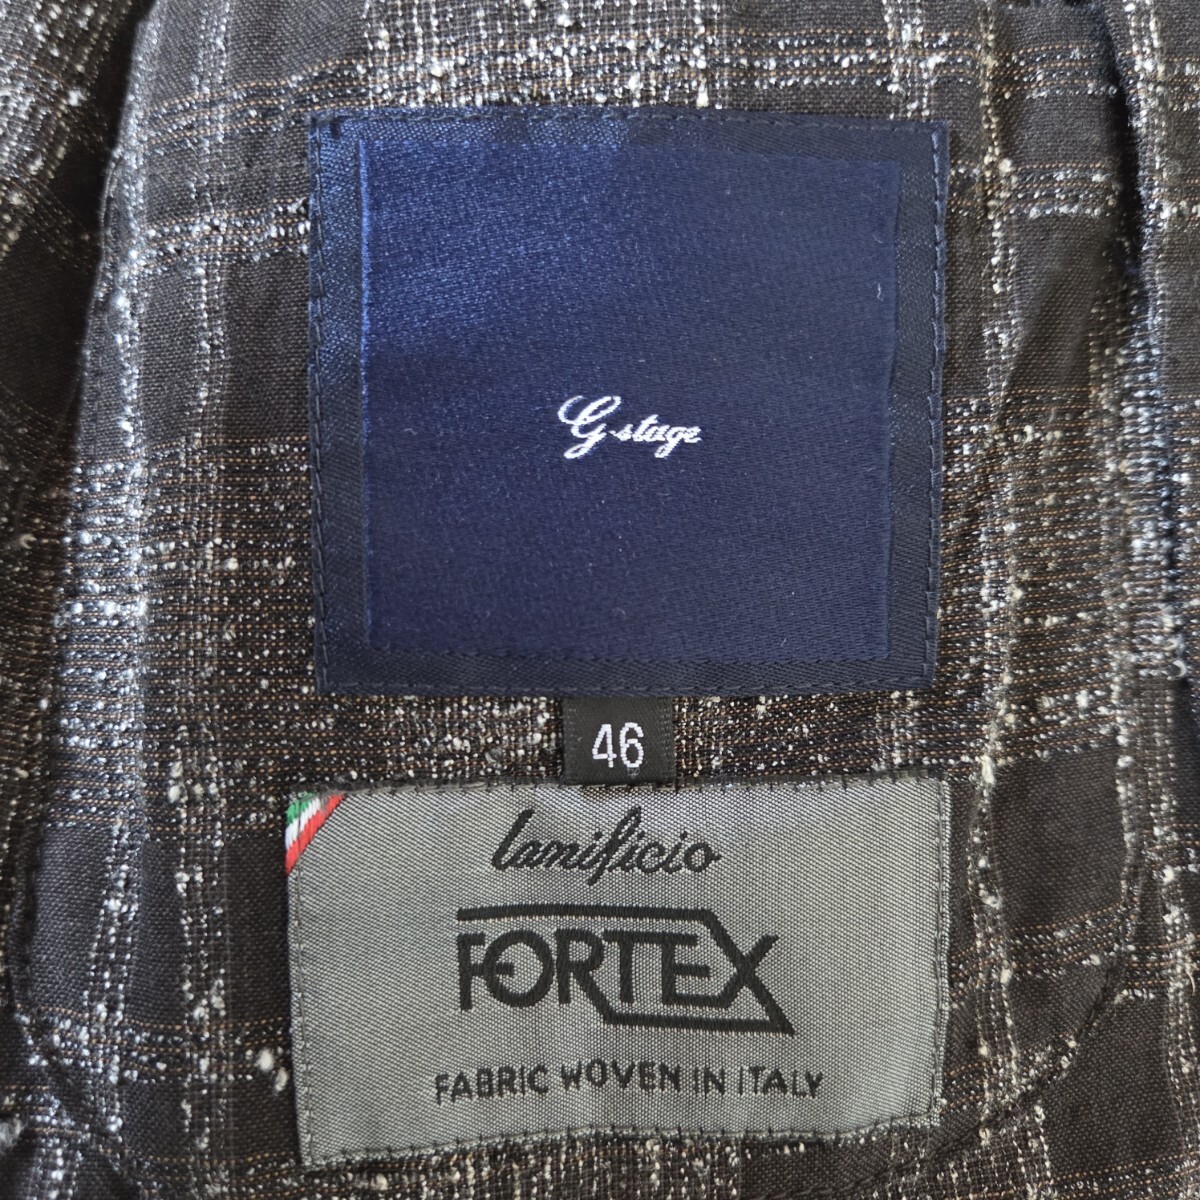 G-stage
46
lanificio
FORTEX
FABRIC WOVEN IN ITALY